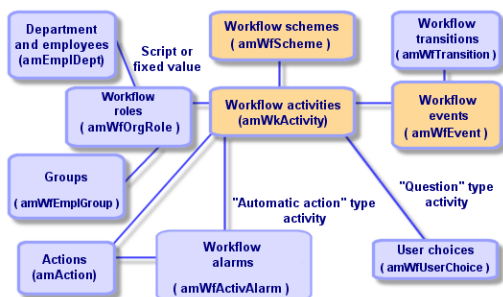 Department
and employees
(amEmplDept)
Script or
fixed value
Workflow schemes
( amWfScheme )
Workflow
transitions
(amWfTransition )
Workflow
roles
( amWfOrgRole )
Workflow activities
(amWkActivity)
Workflow
events
( amWfEvent )
Groups
(amWfEmplGroup )
"Automatic action" type
activity
"Question" type
activity
Actions
(amAction)
Workflow
alarms
( amWfActivAlarm )
User choices
( amWfUserChoice )